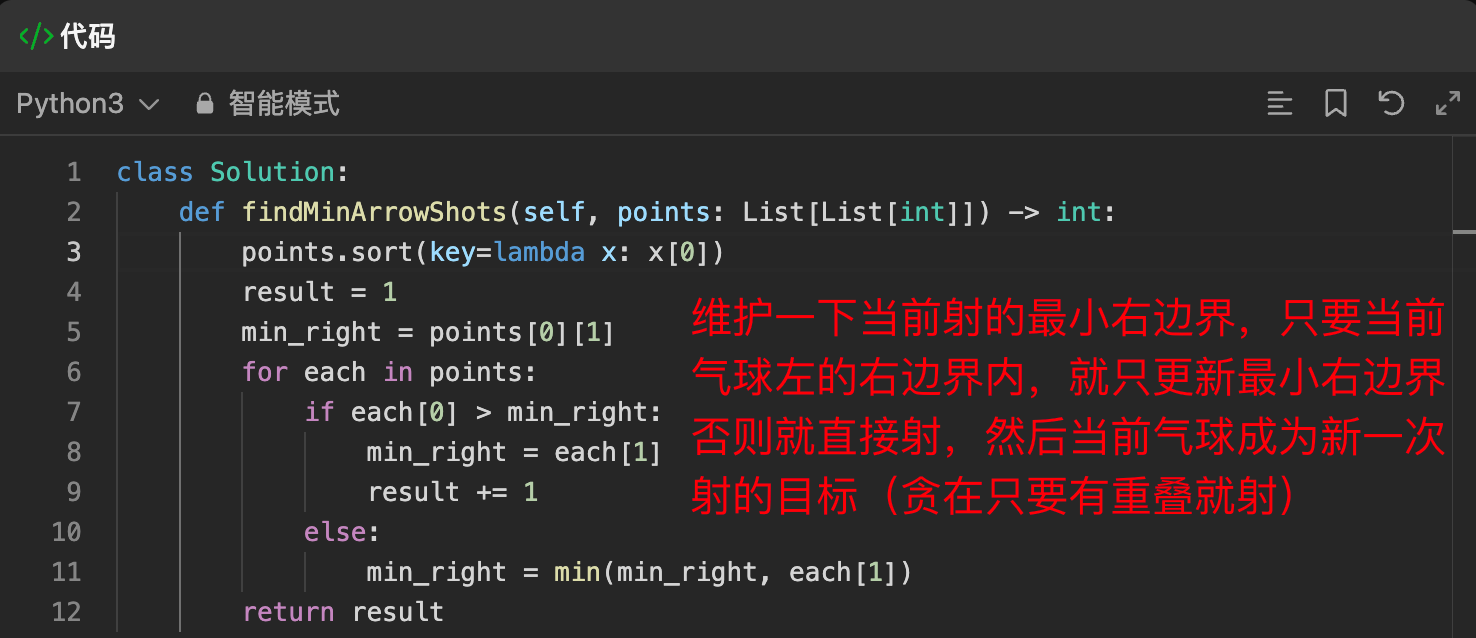 </> 代码
Python3 智能模式
1 class Solution:
2     def findMinArrowShots(self, points: List[List[int]]) -> int:
3         points.sort(key=lambda x: x[0])
4         result = 1
5         min_right = points[0][1]
6         for each in points:
7             if each[0] > min_right:
8                 min_right = each[1]
9                 result += 1
10             else:
11                 min_right = min(min_right, each[1])
12         return result
维护一下当前射的最小右边界，只要当前
气球左的右边界内，就只更新最小右边界
否则就直接射，然后当前气球成为新一次
射的目标（贪在只要有重叠就射）